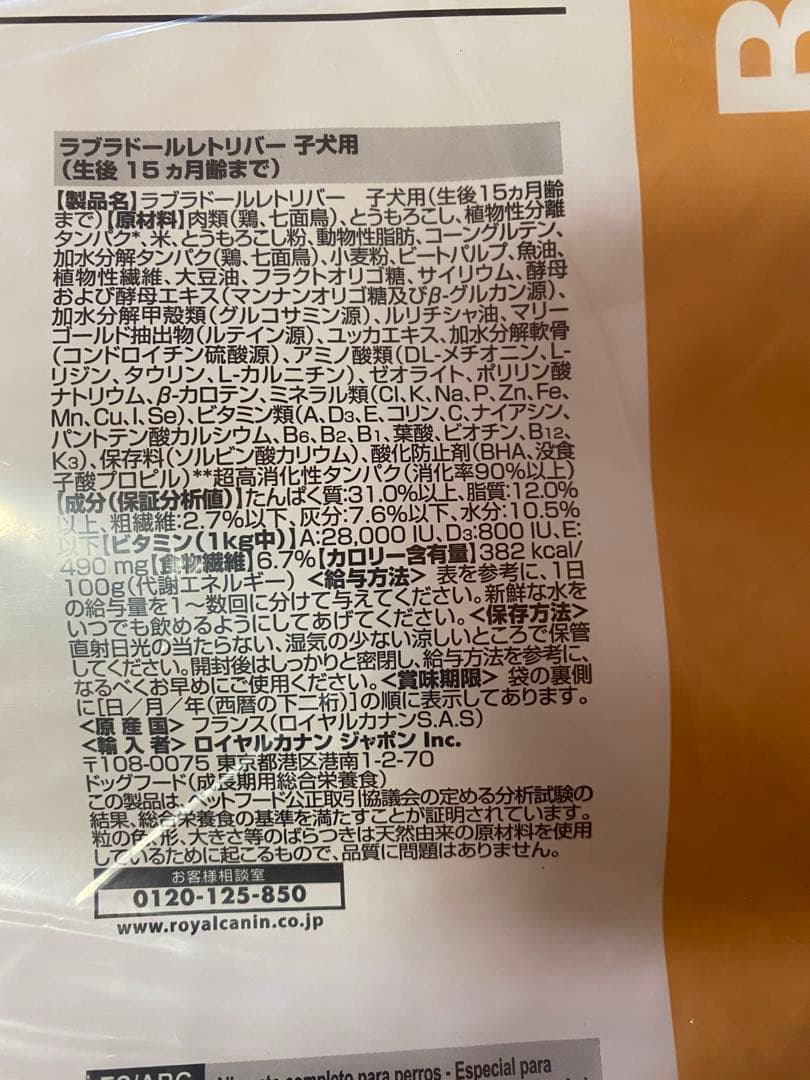 B
ラブラドールレトリバー 子犬用
(生後 15ヵ月齢まで)
【製品名】ラブラドールレトリバー 子犬用(生後15ヵ月齢
まで)【原材料】肉類(鶏、七面鳥)、とうもろこし、植物性分離
タンパク*、米、とうもろこし粉、動物性脂肪、コーングルテン、
加水分解タンパク(鶏、七面鳥)、小麦粉、ビートパルプ、魚油、
植物性繊維、大豆油、フラクトオリゴ糖、サイリウム、酵母
および酵母エキス(マンナンオリゴ糖及びβ-グルカン源)、
加水分解甲殻類(グルコサミン源)、ルリチシャ油、マリー
ゴールド抽出物(ルテイン源)、ユッカエキス、加水分解軟骨
(コンドロイチン硫酸源)、アミノ酸類(DL-メチオニン、L-
リジン、タウリン、L-カルニチン)、ゼオライト、ポリリン酸
ナトリウム、β-カロテン、ミネラル類(Cl、K、Na、P、Zn、Fe、
Mn、Cu、I、Se)、ビタミン類(A、D3、E、コリン、C、ナイアシン、
パントテン酸カルシウム、B6、B2、B1、葉酸、ビオチン、B12、
K3)、保存料(ソルビン酸カリウム)、酸化防止剤(BHA、没食
子酸プロピル)**超高消化性タンパク(消化率90%以上)
【成分(保証分析値)】たんぱく質:31.0%以上、脂質:12.0%
以上、粗繊維:2.7%以下、灰分:7.6%以下、水分:10.5%
以下【ビタミン(1kg中)】A:28,000 IU、D3:800 IU、E:
490 mg【食物繊維】6.7%【カロリー含有量】382 kcal/
100g(代謝エネルギー) <給与方法> 表を参考に、1日
の給与量を1〜数回に分けて与えてください。新鮮な水を
いつでも飲めるようにしてあげてください。<保存方法>
直射日光の当たらない、湿気の少ない涼しいところで保管
してください。開封後はしっかりと密閉し、給与方法を参考に、
なるべくお早めにご使用ください。<賞味期限> 袋の裏側
に[日/月/年(西暦の下二桁)]の順に表示してあります。
<原産国> フランス(ロイヤルカナンS.A.S)
<輸入者> ロイヤルカナン ジャポン Inc.
〒108-0075 東京都港区港南1-2-70
ドッグフード(成長期用総合栄養食)
この製品は、ペットフード公正取引協議会の定める分析試験の
結果、総合栄養食の基準を満たすことが証明されています。
粒の色、形、大きさ等のばらつきは天然由来の原材料を使用
しているために起こるもので、品質に問題はありません。
お客様相談室
0120-125-850
www.royalcanin.co.jp
completo para perros - Especial para